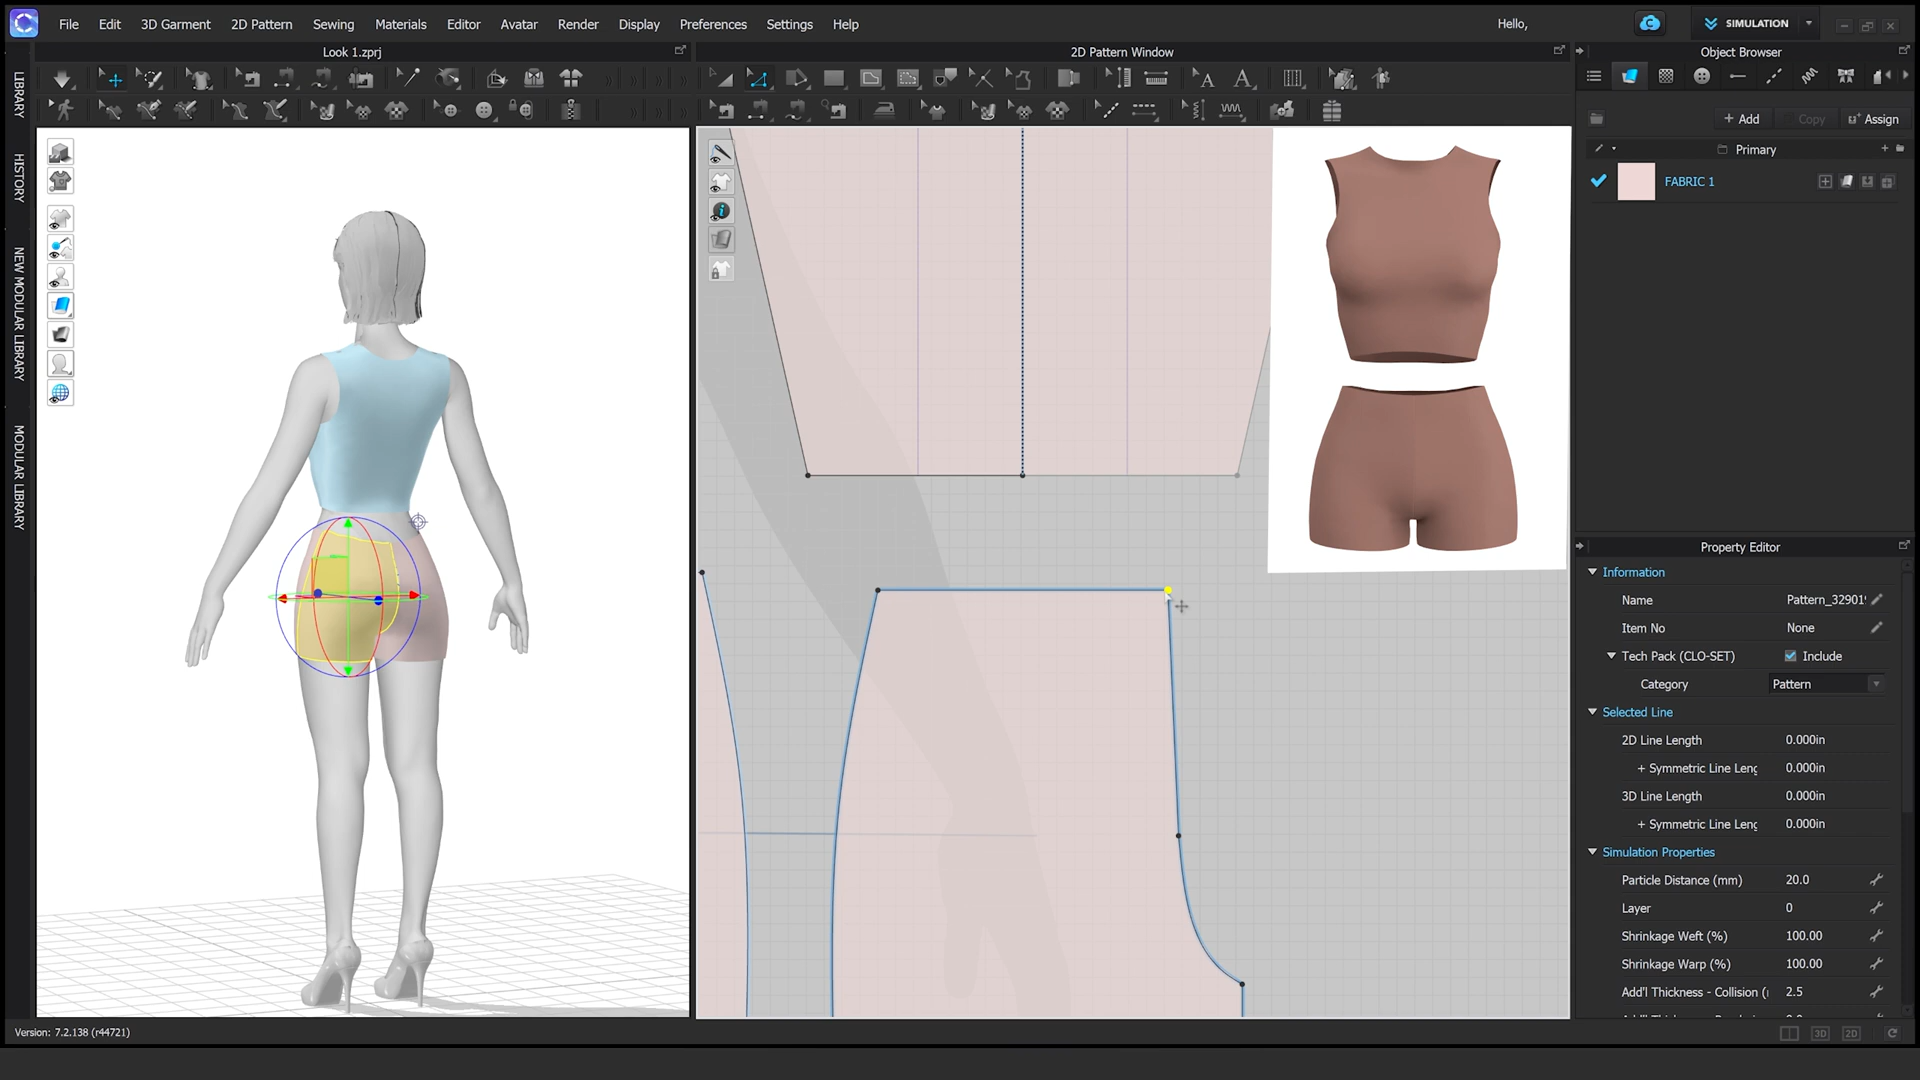 File Edit 3D Garment 2D Pattern Sewing Materials Editor Avatar Render Display Preferences Settings Help
Hello,
SIMULATION
Look 1.zprj
2D Pattern Window
Object Browser
LIBRARY
HISTORY
NEW MODULAR LIBRARY
MODULAR LIBRARY
+ Add
Copy
Assign
Primary
FABRIC 1
Property Editor
Information
Name Pattern_32901
Item No None
Tech Pack (CLO-SET) Include
Category Pattern
Selected Line
2D Line Length 0.000in
+ Symmetric Line Leng 0.000in
3D Line Length 0.000in
+ Symmetric Line Leng 0.000in
Simulation Properties
Particle Distance (mm) 20.0
Layer 0
Shrinkage Weft (%) 100.00
Shrinkage Warp (%) 100.00
Add'l Thickness - Collision ( 2.5
Version: 7.2.138 (r44721)
3D
2D